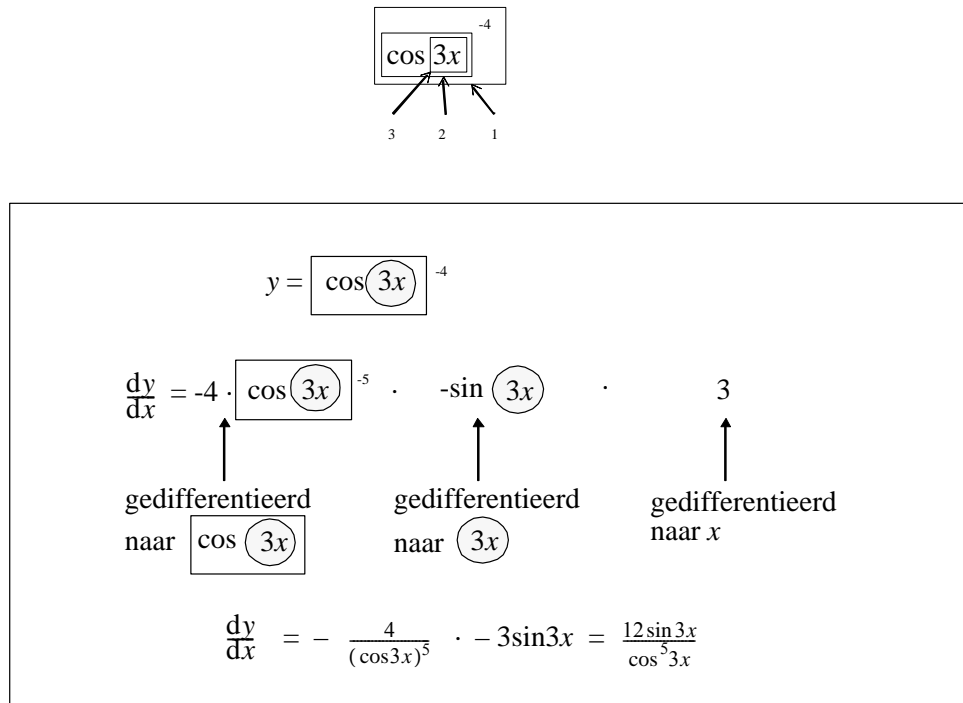 cos 3x -4
3 2 1
y = cos 3x -4
dy/dx = -4 · cos 3x -5 · -sin 3x · 3
gedifferentieerd gedifferentieerd gedifferentieerd
naar cos 3x naar 3x naar x
dy/dx = − 4/(cos3x)^5 · − 3sin3x = 12sin3x/cos^5 3x